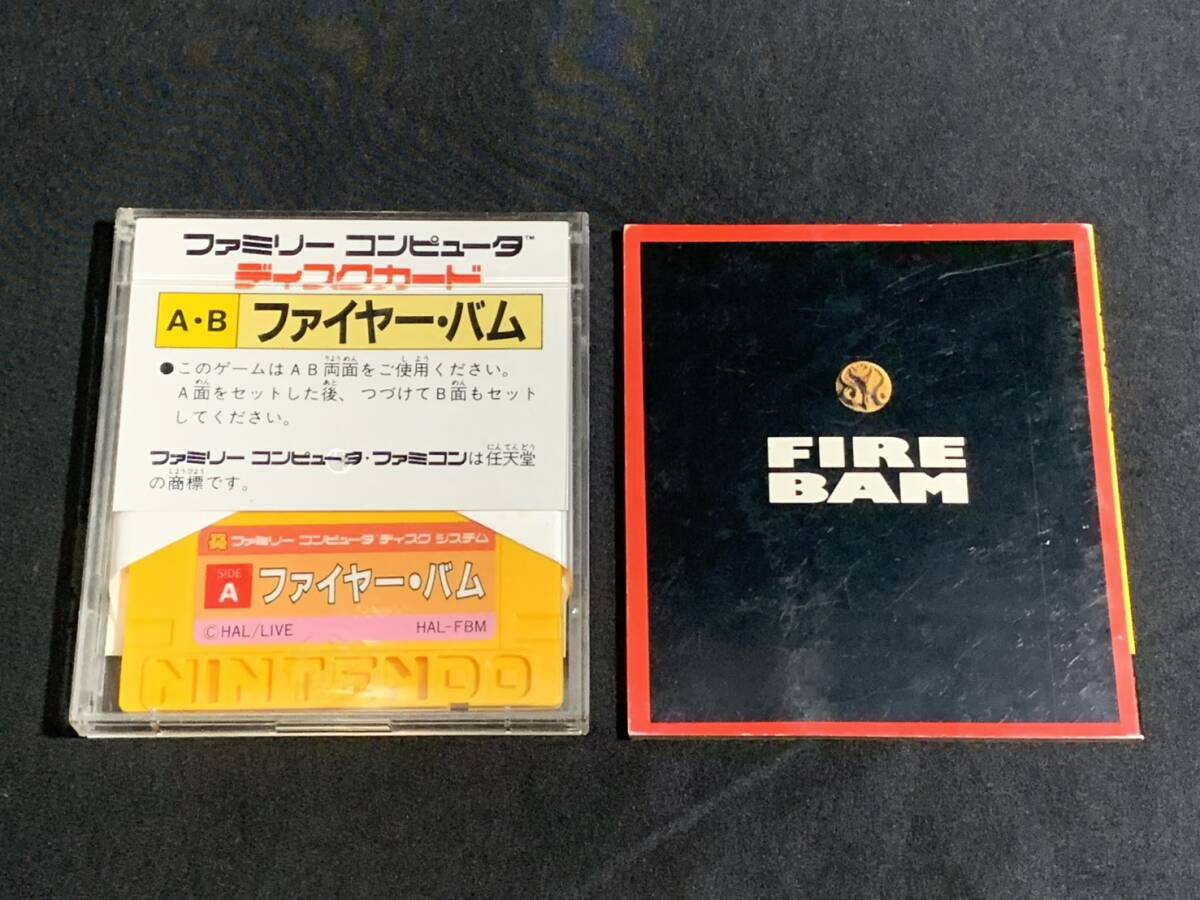 ファミリー コンピュータ™
ディスクカード
A・B ファイヤー・バム
●このゲームはAB両面をご使用ください。
A面をセットした後、つづけてB面もセット
してください。
ファミリー コンピュータ・ファミコンは任天堂
の商標です。
ファミリー コンピュータ ディスク システム
SIDE
A ファイヤー・バム
©HAL/LIVE HAL-FBM
NINTENDO
FIRE
BAM